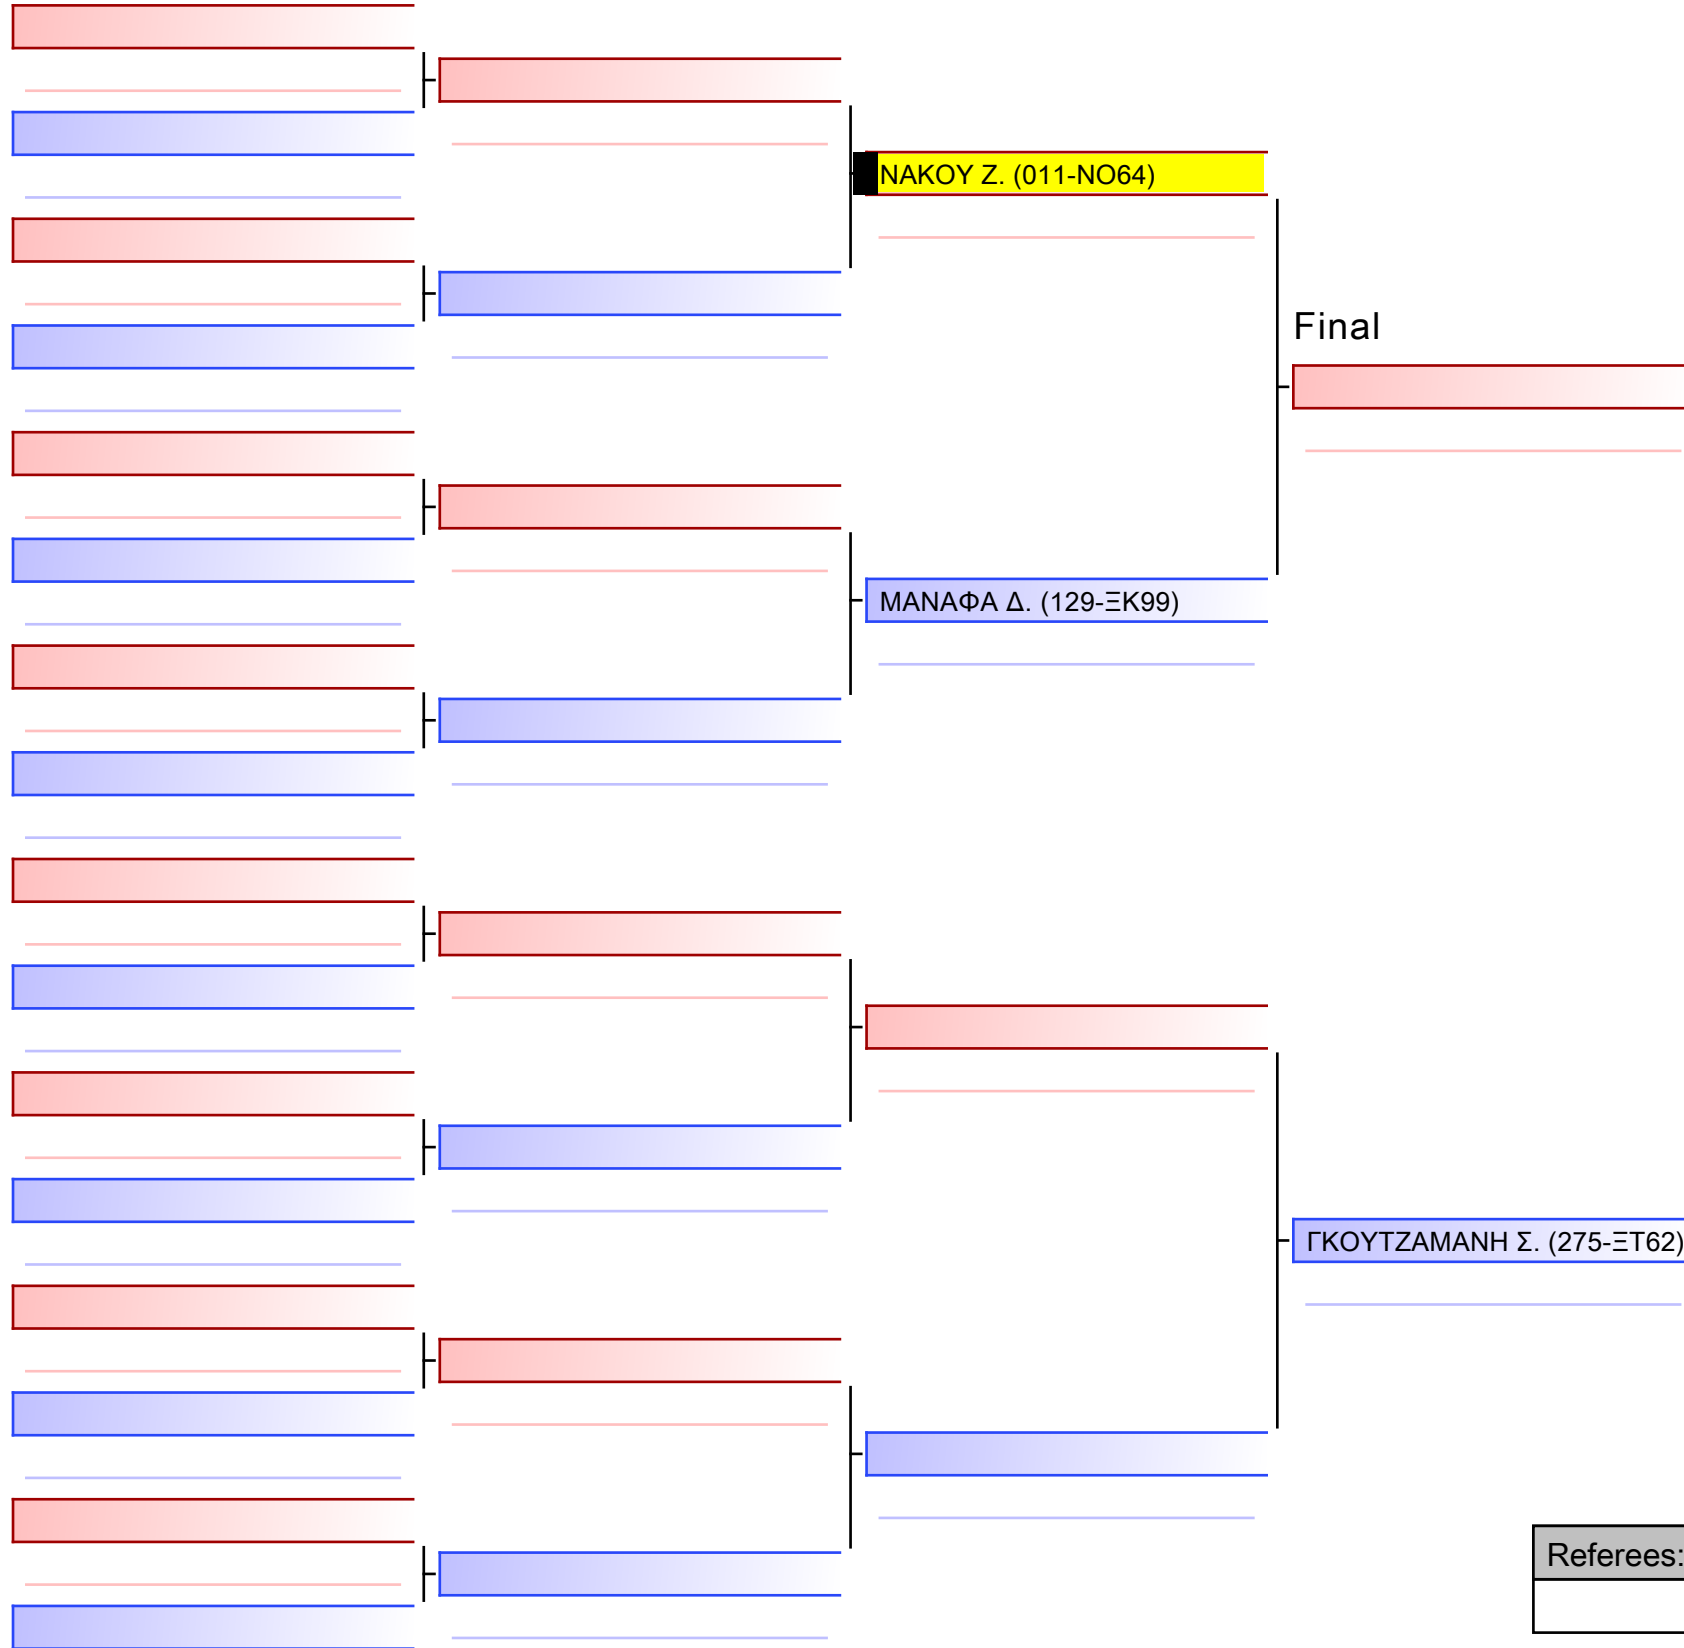 ΝΑΚΟΥ Ζ. (011-ΝΟ64)
Final
ΜΑΝΑΦΑ Δ. (129-ΞΚ99)
ΓΚΟΥΤΖΑΜΑΝΗ Σ. (275-ΞΤ62)
Referees: